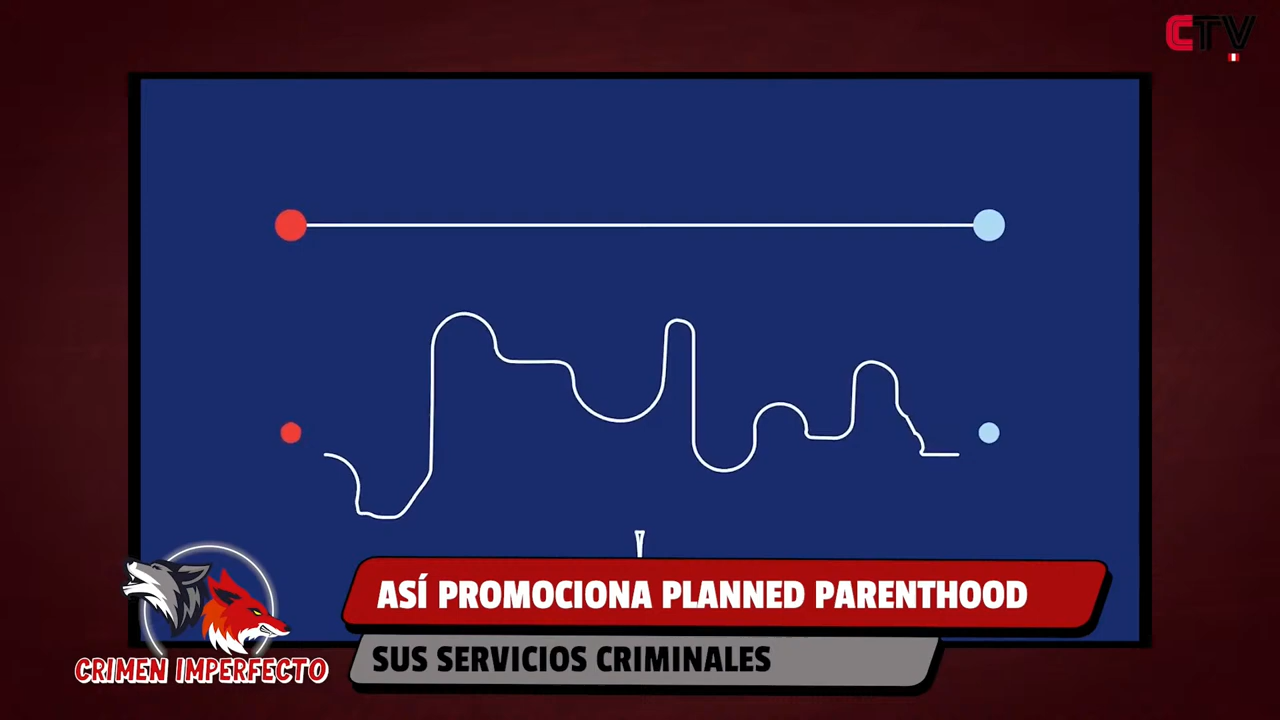 CTV
ASÍ PROMOCIONA PLANNED PARENTHOOD
SUS SERVICIOS CRIMINALES
CRIMEN IMPERFECTO